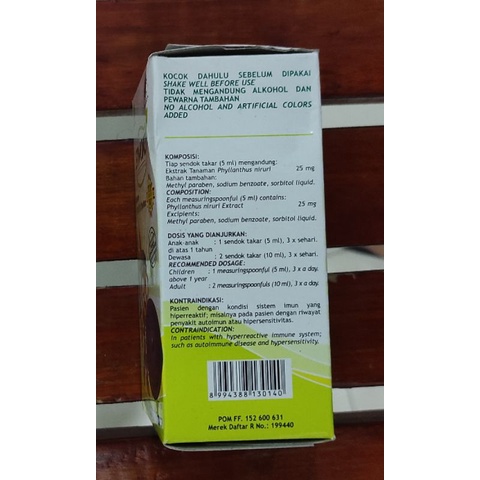 KOCOK DAHULU SEBELUM DIPAKAI
SHAKE WELL BEFORE USE
TIDAK MENGANDUNG ALKOHOL DAN
PEWARNA TAMBAHAN
NO ALCOHOL AND ARTIFICIAL COLORS
ADDED
KOMPOSISI:
Tiap sendok takar (5 ml) mengandung:
Ekstrak Tanaman Phyllanthus niruri 25 mg
Bahan tambahan:
Methyl paraben, sodium benzoate, sorbitol liquid.
COMPOSITION:
Each measuringspoonful (5 ml) contains:
Phyllanthus niruri Extract 25 mg
Excipients:
Methyl paraben, sodium benzoate, sorbitol liquid.
DOSIS YANG DIANJURKAN:
Anak-anak : 1 sendok takar (5 ml), 3 x sehari.
di atas 1 tahun
Dewasa : 2 sendok takar (10 ml), 3 x sehari.
RECOMMENDED DOSAGE:
Children : 1 measuringspoonful (5 ml), 3 x a day.
above 1 year
Adult : 2 measuringspoonfuls (10 ml), 3 x a day.
KONTRAINDIKASI:
Pasien dengan kondisi sistem imun yang
hiperreaktif; misalnya pada pasien dengan riwayat
penyakit autoimun atau hipersensitivitas.
CONTRAINDICATION:
In patients with hyperreactive immune system;
such as autoimmune disease and hypersensitivity.
8994388130140
POM FF. 152 600 631
Merek Daftar R No.: 199440